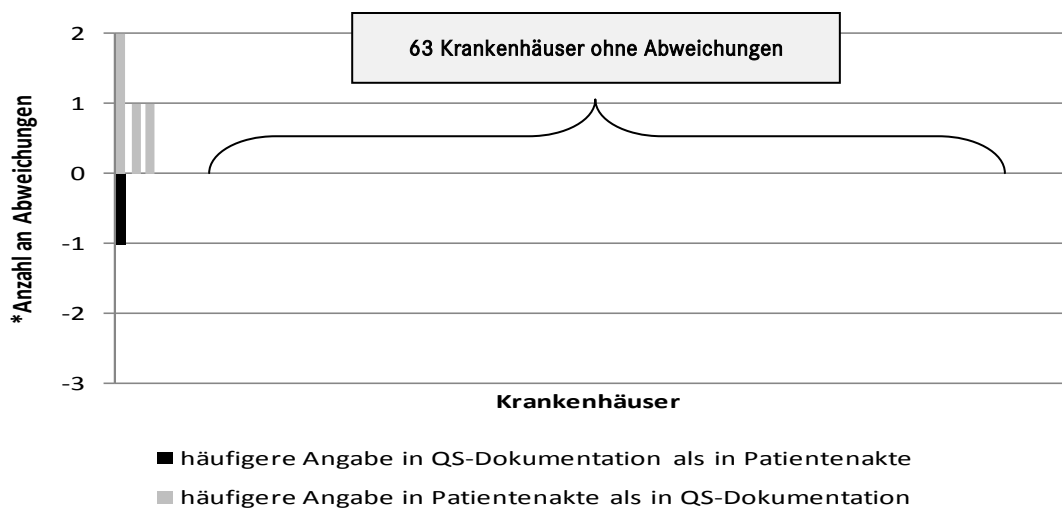 63 Krankenhäuser ohne Abweichungen
2
1
0
-1
-2
-3
*Anzahl an Abweichungen
Krankenhäuser
häufigere Angabe in QS-Dokumentation als in Patientenakte
häufigere Angabe in Patientenakte als in QS-Dokumentation